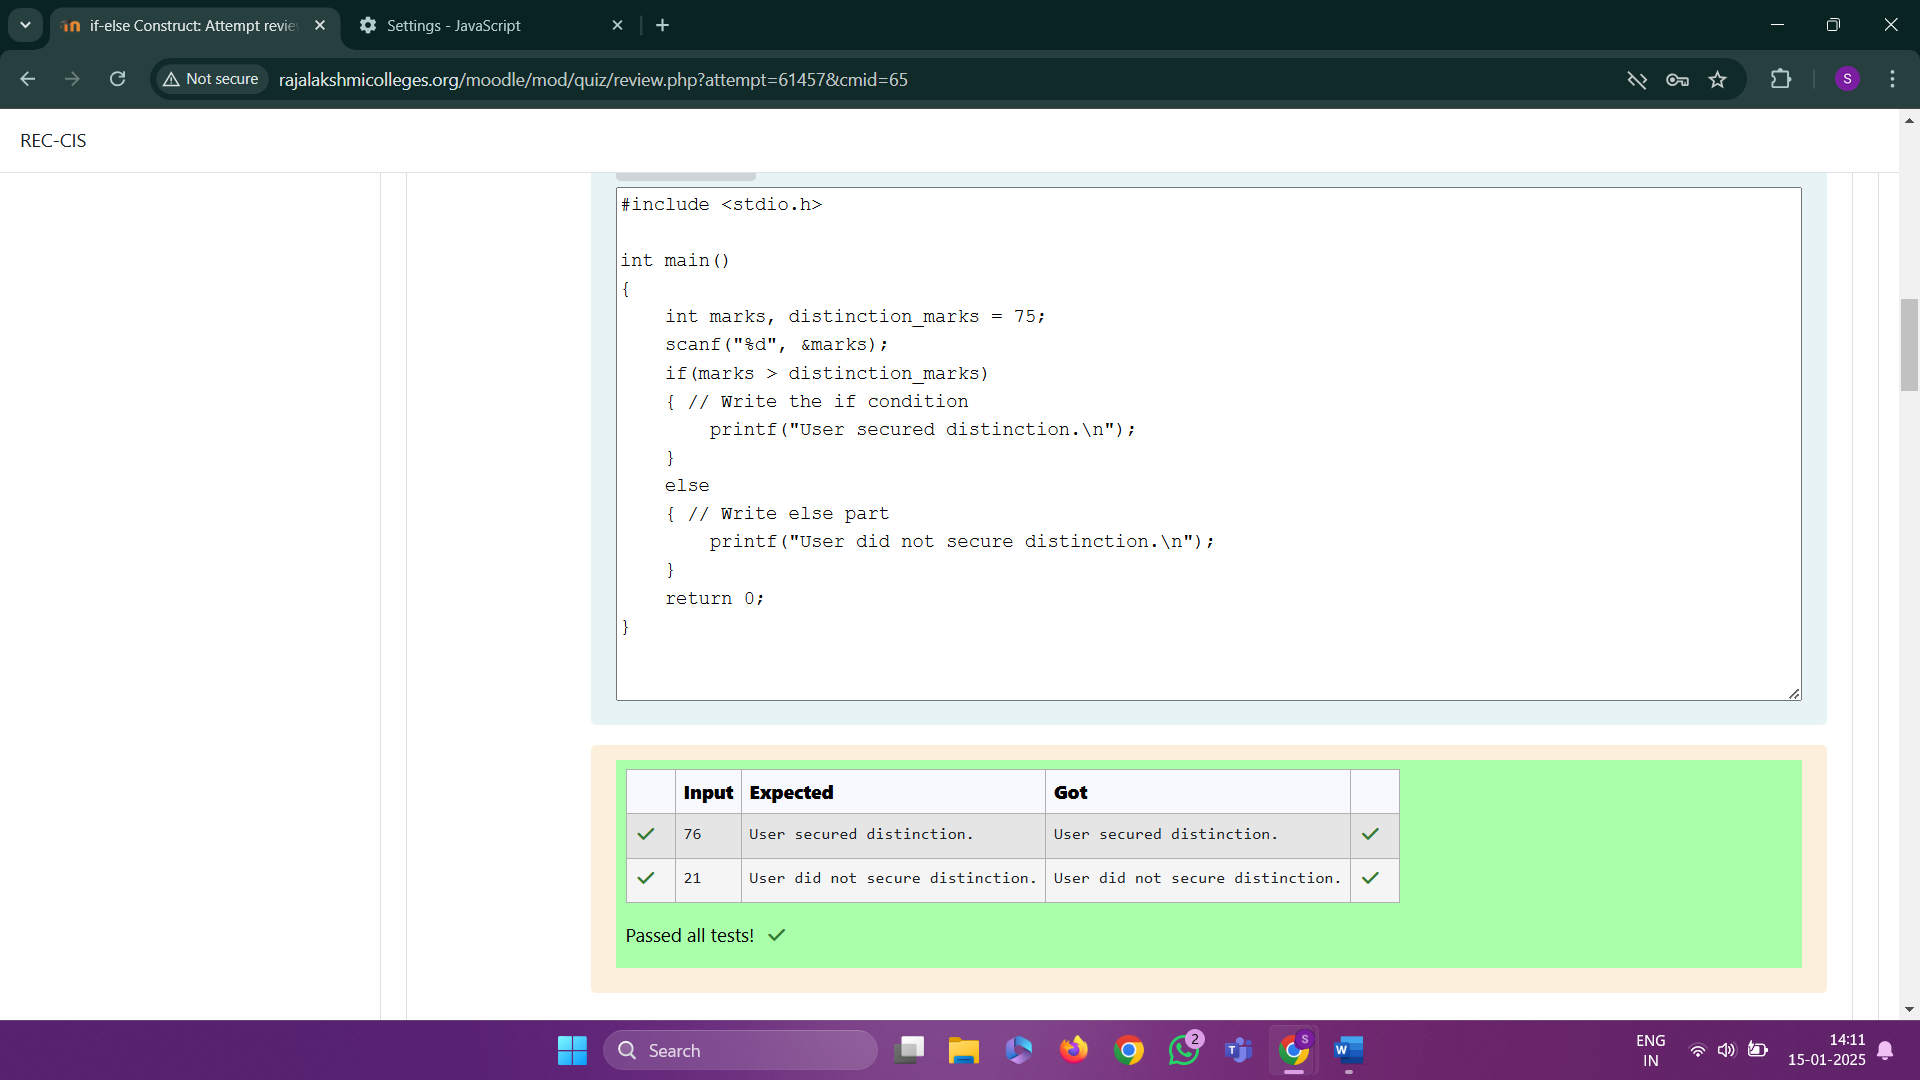 if-else Construct: Attempt revie
Settings - JavaScript
Not secure
rajalakshmicolleges.org/moodle/mod/quiz/review.php?attempt=61457&cmid=65
S
REC-CIS
#include <stdio.h>
int main()
{
int marks, distinction_marks = 75;
scanf("%d", &marks);
if(marks > distinction_marks)
{ // Write the if condition
printf("User secured distinction.\n");
}
else
{ // Write else part
printf("User did not secure distinction.\n");
}
return 0;
}
Input Expected Got
76 User secured distinction. User secured distinction.
21 User did not secure distinction. User did not secure distinction.
Passed all tests!
Search
2
T
S
W
ENG
IN
14:11
15-01-2025